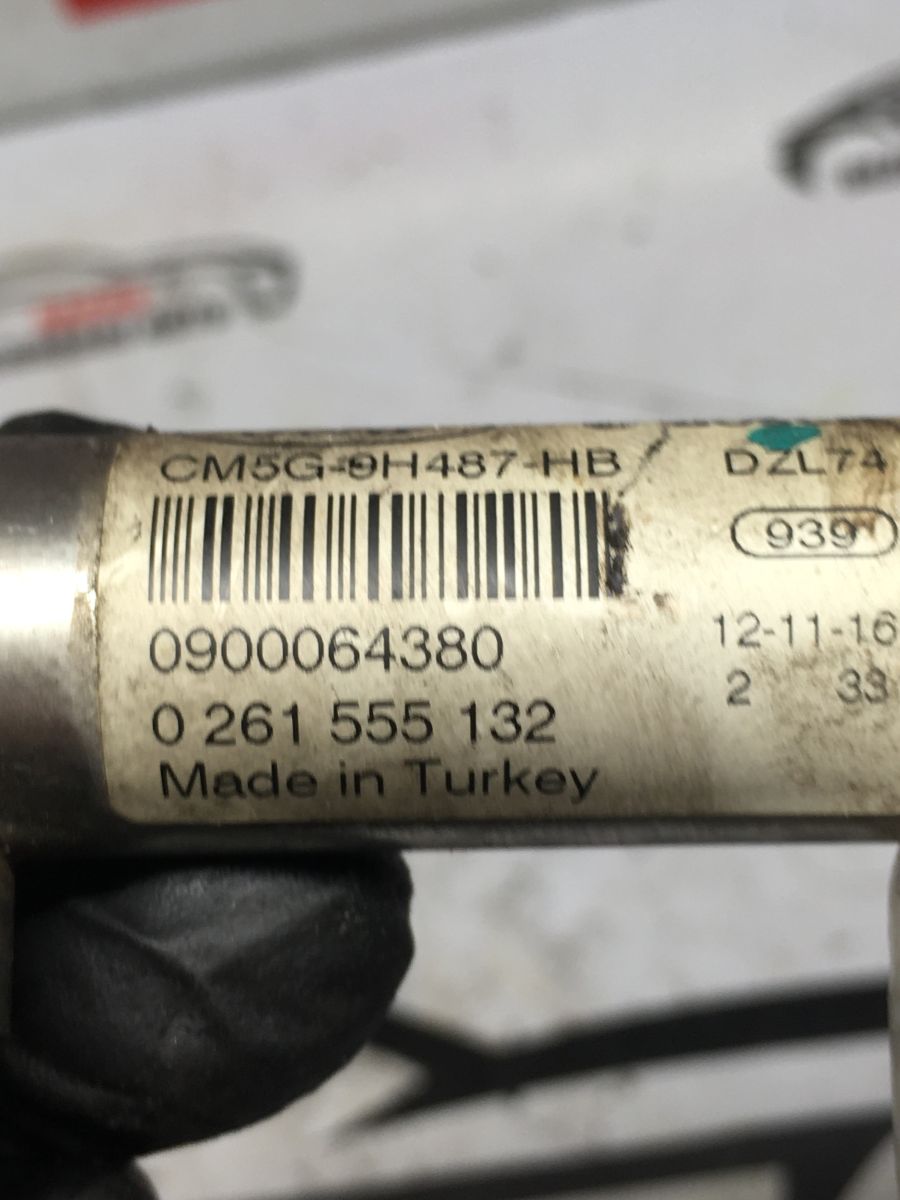 CM5G-9H487-HB
DZL74
939
0900064380
12-11-16
2 33
0 261 555 132
Made in Turkey